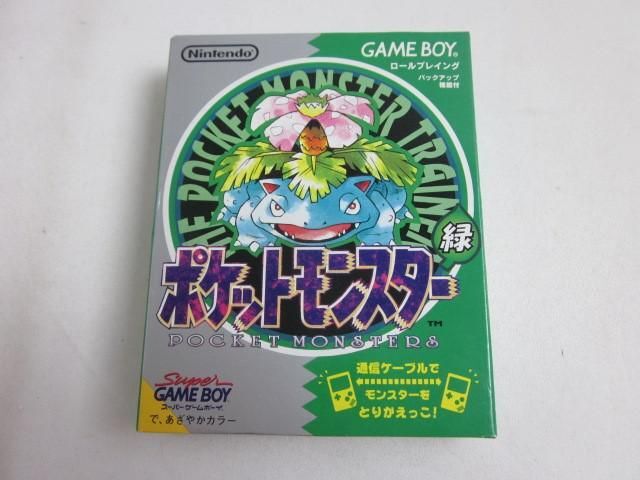 Nintendo
GAME BOY
ロールプレイング
バックアップ
機能付
THE POCKET MONSTER TRAINER
緑
ポケットモンスター
TM
POCKET MONSTERS
Super
GAME BOY
スーパーゲームボーイ
で、あざやかカラー
通信ケーブルで
モンスターを
とりかえっこ!